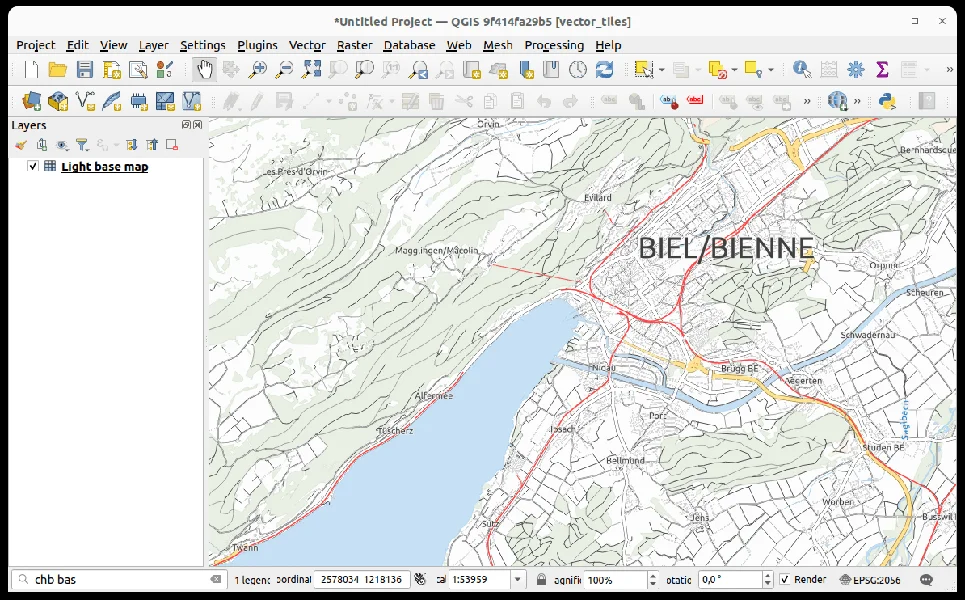 *Untitled Project — QGIS 9f414fa29b5 [vector_tiles]
Project Edit View Layer Settings Plugins Vector Raster Database Web Mesh Processing Help
Layers
Light base map
Orvin
Les Prés-d'Orvin
Bernhardsque
Evilard
BIEL/BIENNE
Magglingen/Macolin
Orpund
Scheuren
Schwadernau
Nidau
Brügg BE
Aegerten
Alfermée
Port
Tüscherz
Ipsach
Studen BE
Bellmund
Worben
Jens
Busswil
Sutz
Twann
chb bas
1 legen: oordinat 2578034 1218136 cal 1:53959 agnifi 100% otatio 0,0° Render EPSG:2056